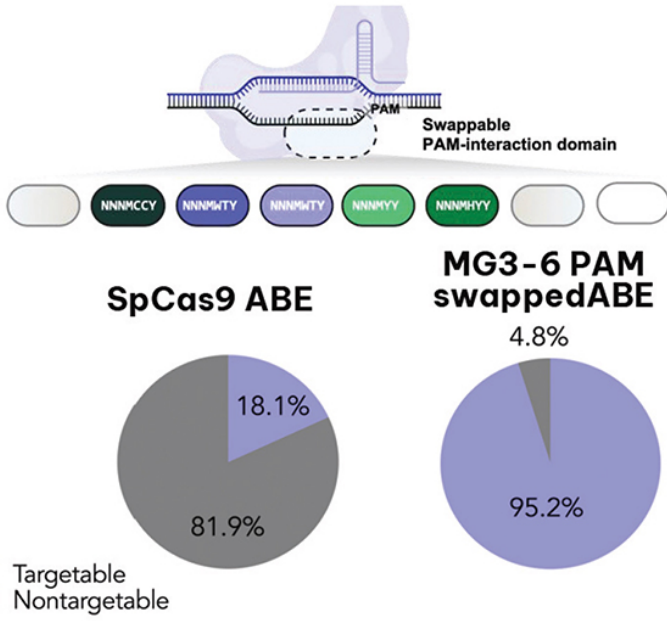 PAM
Swappable
PAM-interaction domain
NNNMCCY NNNMWTY NNNMWTY NNNMYY NNNMHYY
SpCas9 ABE
MG3-6 PAM
swappedABE
4.8%
18.1%
81.9%
95.2%
Targetable
Nontargetable